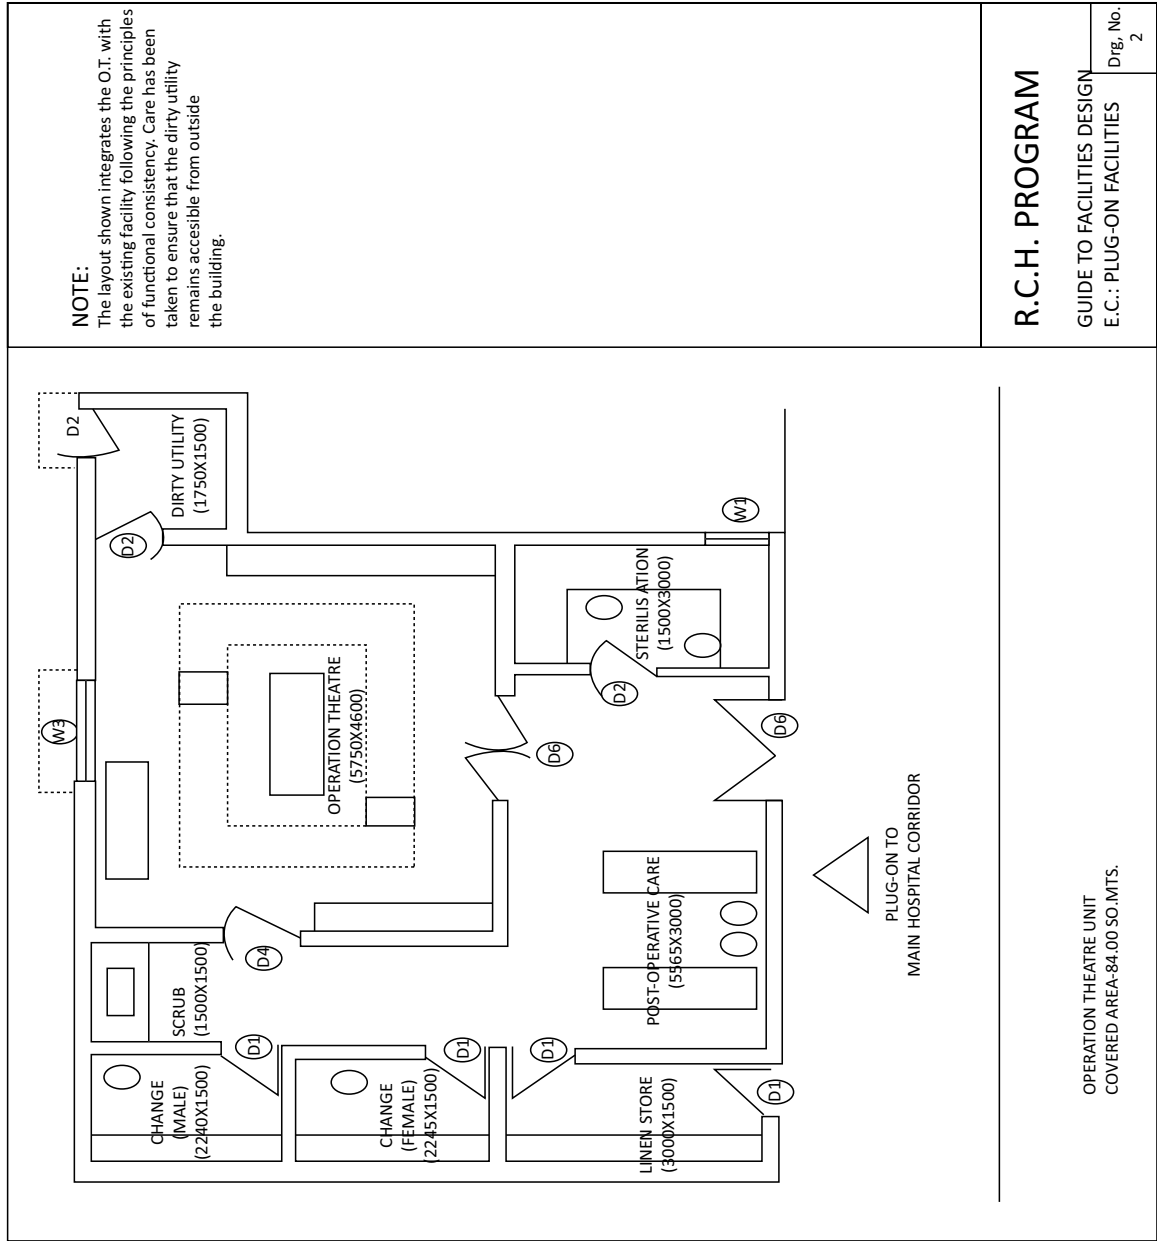 NOTE:
The layout shown integrates the O.T. with
the existing facility following the principles
of functional consistency. Care has been
taken to ensure that the dirty utility
remains accesible from outside
the building.
D2
DIRTY UTILITY
(1750X1500)
D2
W3
OPERATION THEATRE
(5750X4600)
W1
STERILIS ATION
(1500X3000)
D2
D6
D6
D4
SCRUB
(1500X1500)
POST-OPERATIVE CARE
(5565X3000)
D1
D1
D1
CHANGE
(MALE)
(2240X1500)
CHANGE
(FEMALE)
(2245X1500)
LINEN STORE
(3000X1500)
D1
PLUG-ON TO
MAIN HOSPITAL CORRIDOR
OPERATION THEATRE UNIT
COVERED AREA-84.00 SO.MTS.
R.C.H. PROGRAM
GUIDE TO FACILITIES DESIGN
E.C.: PLUG-ON FACILITIES
Drg, No.
2